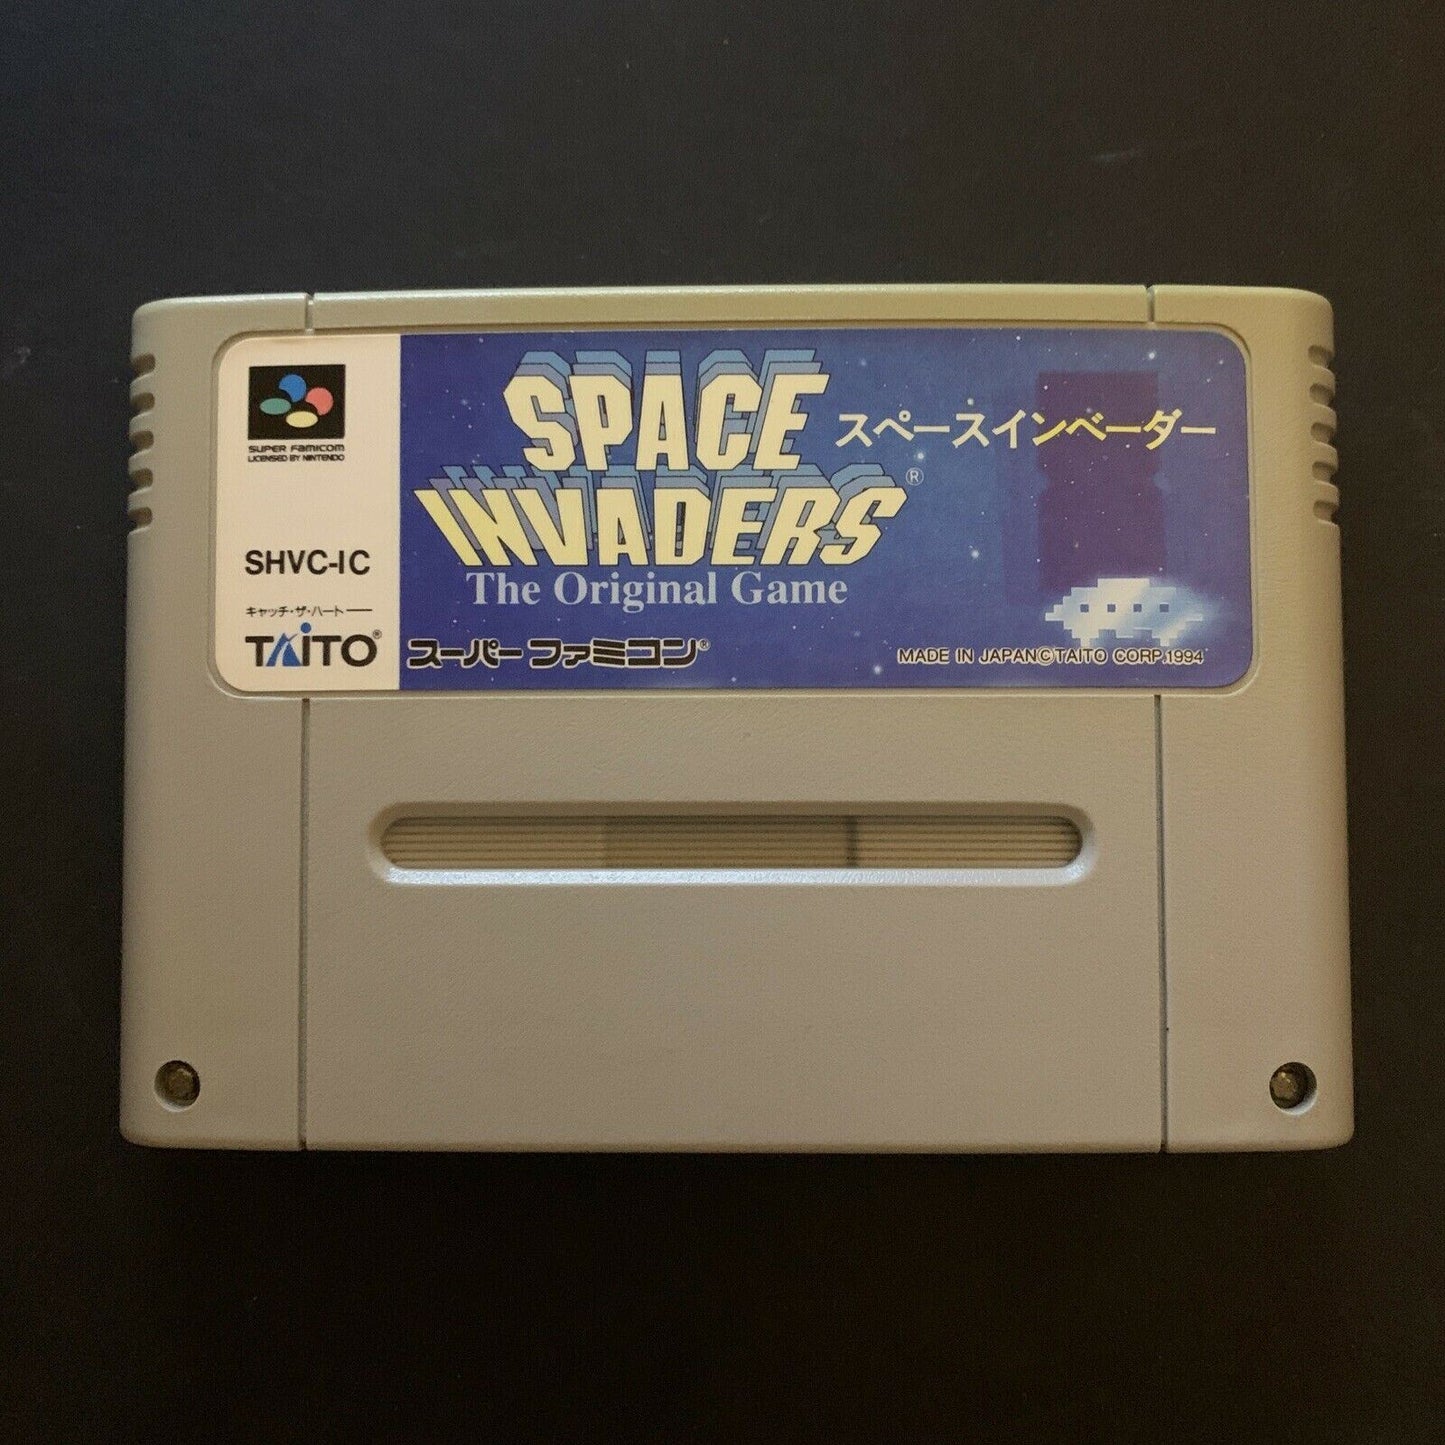 SUPER FAMICOM
LICENSED BY NINTENDO
SHVC-IC
キャッチ・ザ・ハート
TAiTO®
SPACE
INVADERS®
The Original Game
スペースインベーダー
スーパーファミコン®
MADE IN JAPAN©TAITO CORP.1994